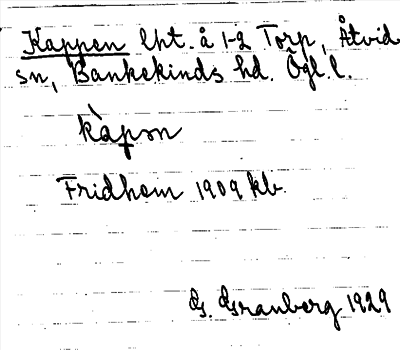 Kappen lht. å 1-2 Torp, Åtvid
sn, Bankekinds hd. Ögl. l.
kàpən
Fridhem 1909 kb.
G. Granberg 1929